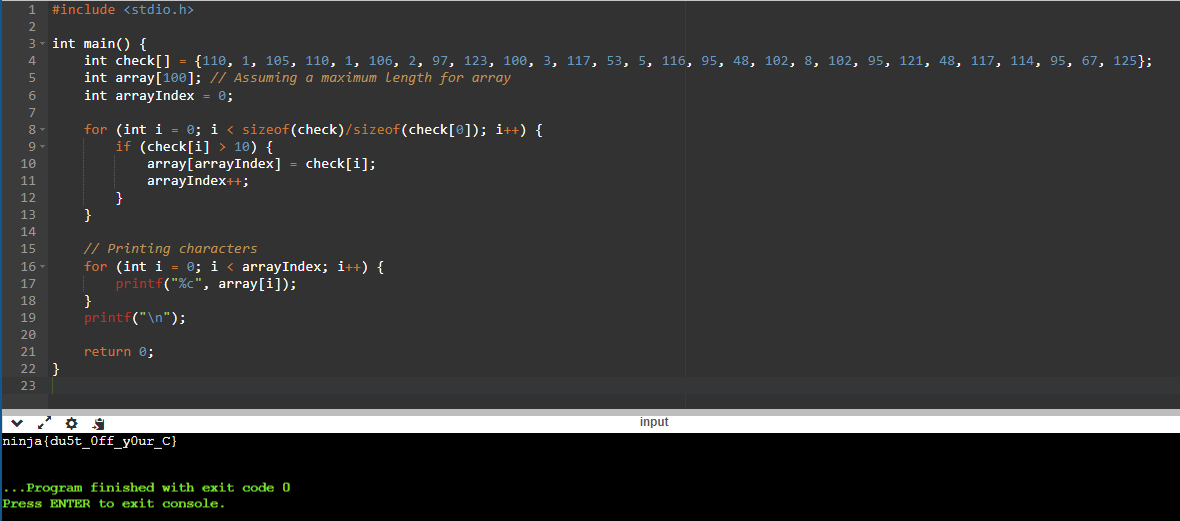 1 #include <stdio.h>
2
3 int main() {
4 int check[] = {110, 1, 105, 110, 1, 106, 2, 97, 123, 100, 3, 117, 53, 5, 116, 95, 48, 102, 8, 102, 95, 121, 48, 117, 114, 95, 67, 125};
5 int array[100]; // Assuming a maximum length for array
6 int arrayIndex = 0;
7
8 for (int i = 0; i < sizeof(check)/sizeof(check[0]); i++) {
9 if (check[i] > 10) {
10 array[arrayIndex] = check[i];
11 arrayIndex++;
12 }
13 }
14
15 // Printing characters
16 for (int i = 0; i < arrayIndex; i++) {
17 printf("%c", array[i]);
18 }
19 printf("\n");
20
21 return 0;
22 }
23
input
ninja{du5t_0ff_y0ur_C}
...Program finished with exit code 0
Press ENTER to exit console.